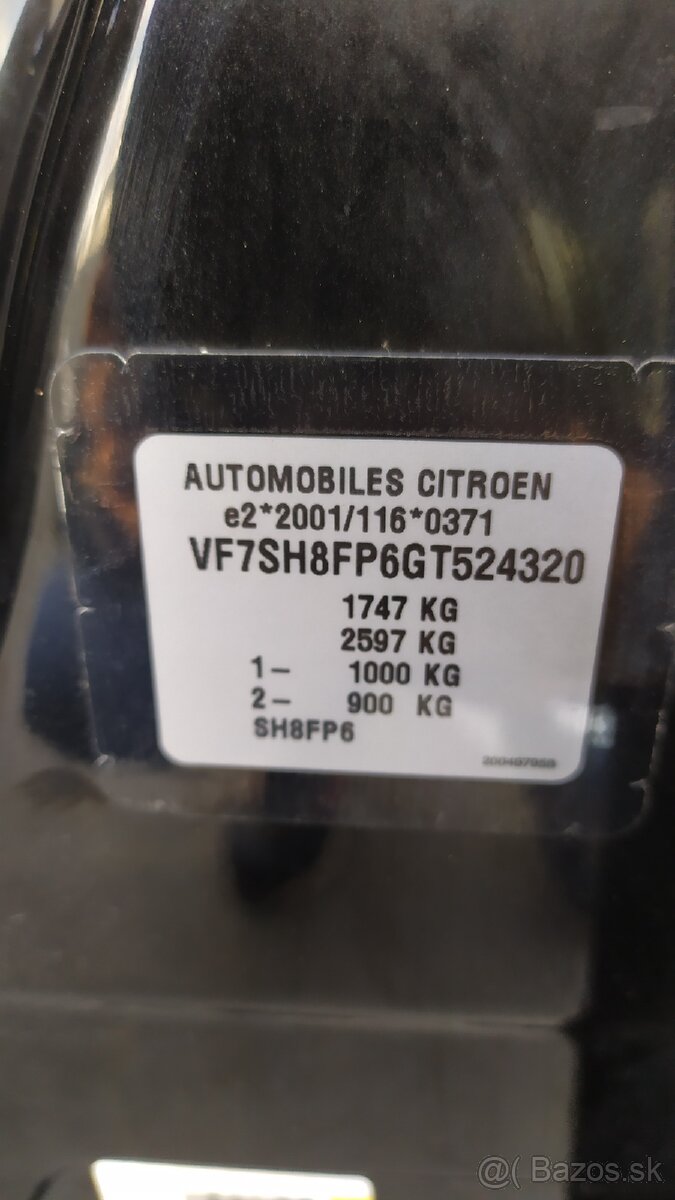 AUTOMOBILES CITROEN
e2*2001/116*0371
VF7SH8FP6GT524320
1747 KG
2597 KG
1- 1000 KG
2- 900 KG
SH8FP6
@( Bazos.sk